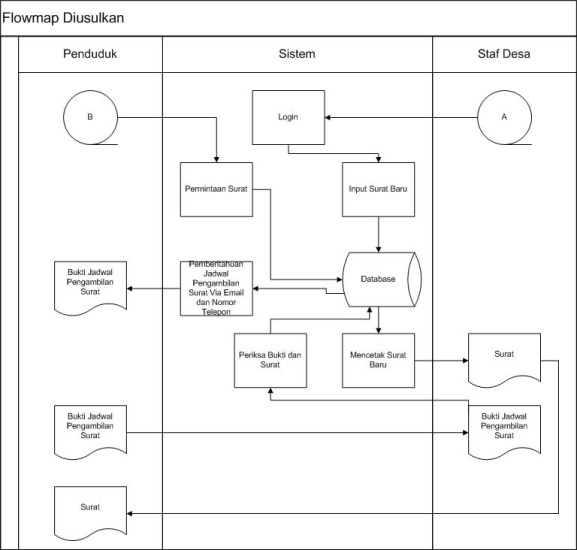 Flowmap Diusulkan
Penduduk
Sistem
Staf Desa
B
Login
A
Permintaan Surat
Input Surat Baru
Bukti Jadwal
Pengambilan
Surat
Pemberitahuan
Jadwal
Pengambilan
Surat Via Email
dan Nomor
Telepon
Database
Periksa Bukti dan
Surat
Mencetak Surat
Baru
Surat
Bukti Jadwal
Pengambilan
Surat
Bukti Jadwal
Pengambilan
Surat
Surat